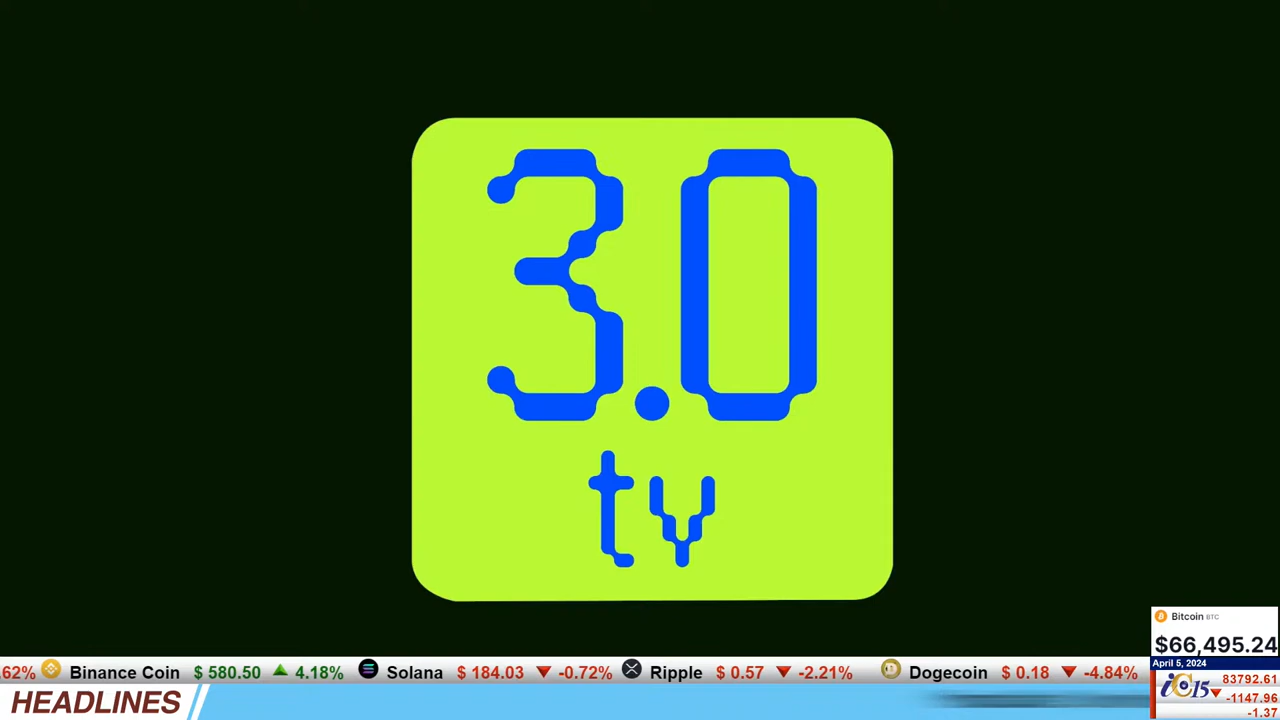 3.0
tv
Bitcoin BTC
$66,495.24
April 5, 2024
.62% Binance Coin $ 580.50 4.18% Solana $ 184.03 -0.72% Ripple $ 0.57 -2.21% Dogecoin $ 0.18 -4.84%
HEADLINES
iC15 83792.61
-1147.96
-1.37